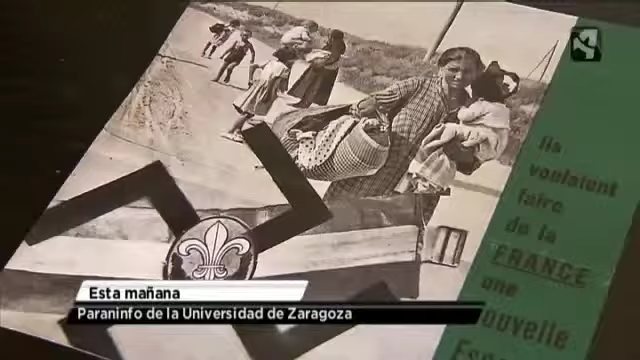 Ils
voulaient
faire
de la
FRANCE
une
Esta mañana
Paraninfo de la Universidad de Zaragoza